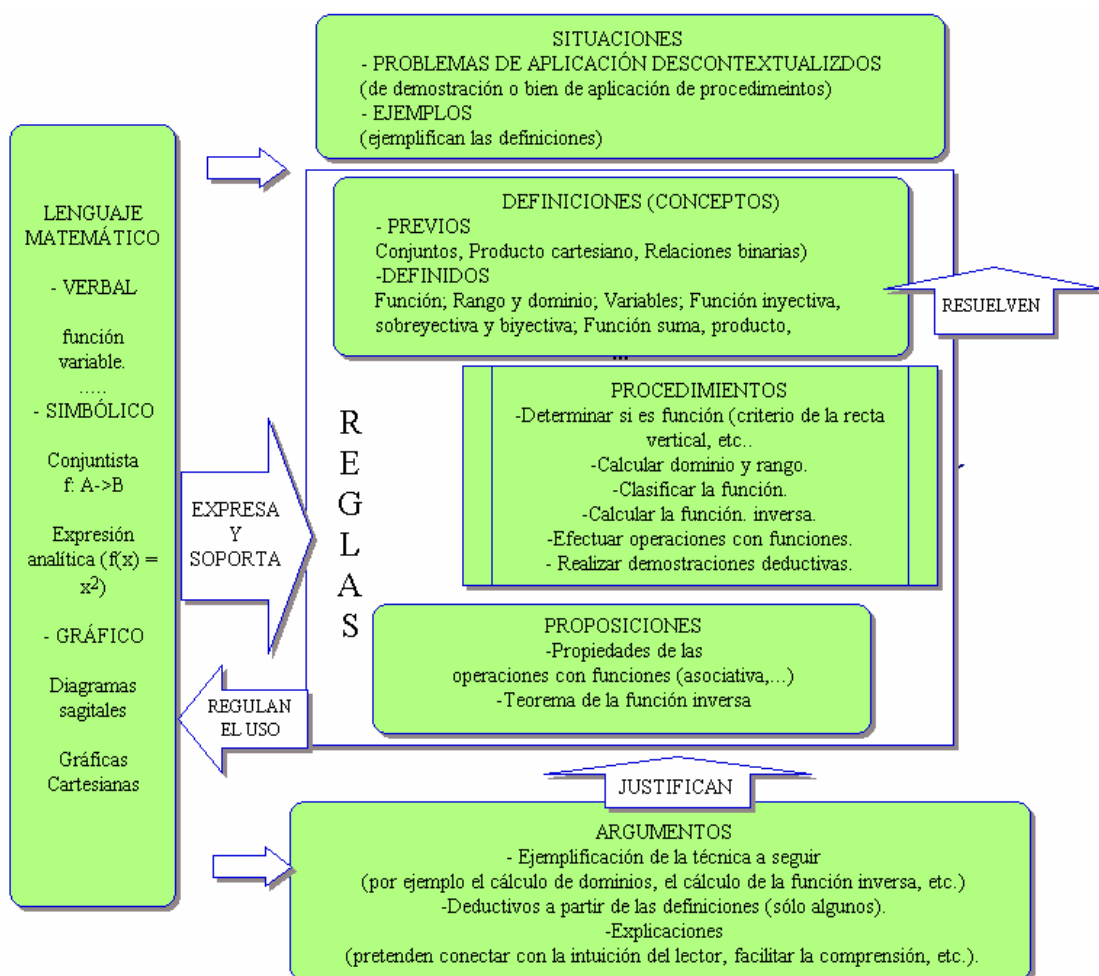 SITUACIONES
- PROBLEMAS DE APLICACIÓN DESCONTEXTUALIZDOS
(de demostración o bien de aplicación de procedimeintos)
- EJEMPLOS
(ejemplifican las definiciones)
LENGUAJE
MATEMÁTICO
- VERBAL
función
variable.
.....
- SIMBÓLICO
Conjuntista
f: A->B
Expresión
analítica (f(x) =
x²)
- GRÁFICO
Diagramas
sagitales
Gráficas
Cartesianas
EXPRESA
Y
SOPORTA
REGULAN
EL USO
REGLAS
DEFINICIONES (CONCEPTOS)
- PREVIOS
Conjuntos, Producto cartesiano, Relaciones binarias)
-DEFINIDOS
Función; Rango y dominio; Variables; Función inyectiva,
sobreyectiva y biyectiva; Función suma, producto,
...
RESUELVEN
PROCEDIMIENTOS
-Determinar si es función (criterio de la recta
vertical, etc..
-Calcular dominio y rango.
-Clasificar la función.
-Calcular la función. inversa.
-Efectuar operaciones con funciones.
- Realizar demostraciones deductivas.
PROPOSICIONES
-Propiedades de las
operaciones con funciones (asociativa,...)
-Teorema de la función inversa
JUSTIFICAN
ARGUMENTOS
- Ejemplificación de la técnica a seguir
(por ejemplo el cálculo de dominios, el cálculo de la función inversa, etc.)
-Deductivos a partir de las definiciones (sólo algunos).
-Explicaciones
(pretenden conectar con la intuición del lector, facilitar la comprensión, etc.).